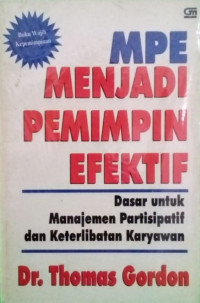 Buku Wajib
Kepemimpinan
MPE
MENJADI
PEMIMPIN
EFEKTIF
Dasar untuk
Manajemen Partisipatif
dan Keterlibatan Karyawan
Dr. Thomas Gordon